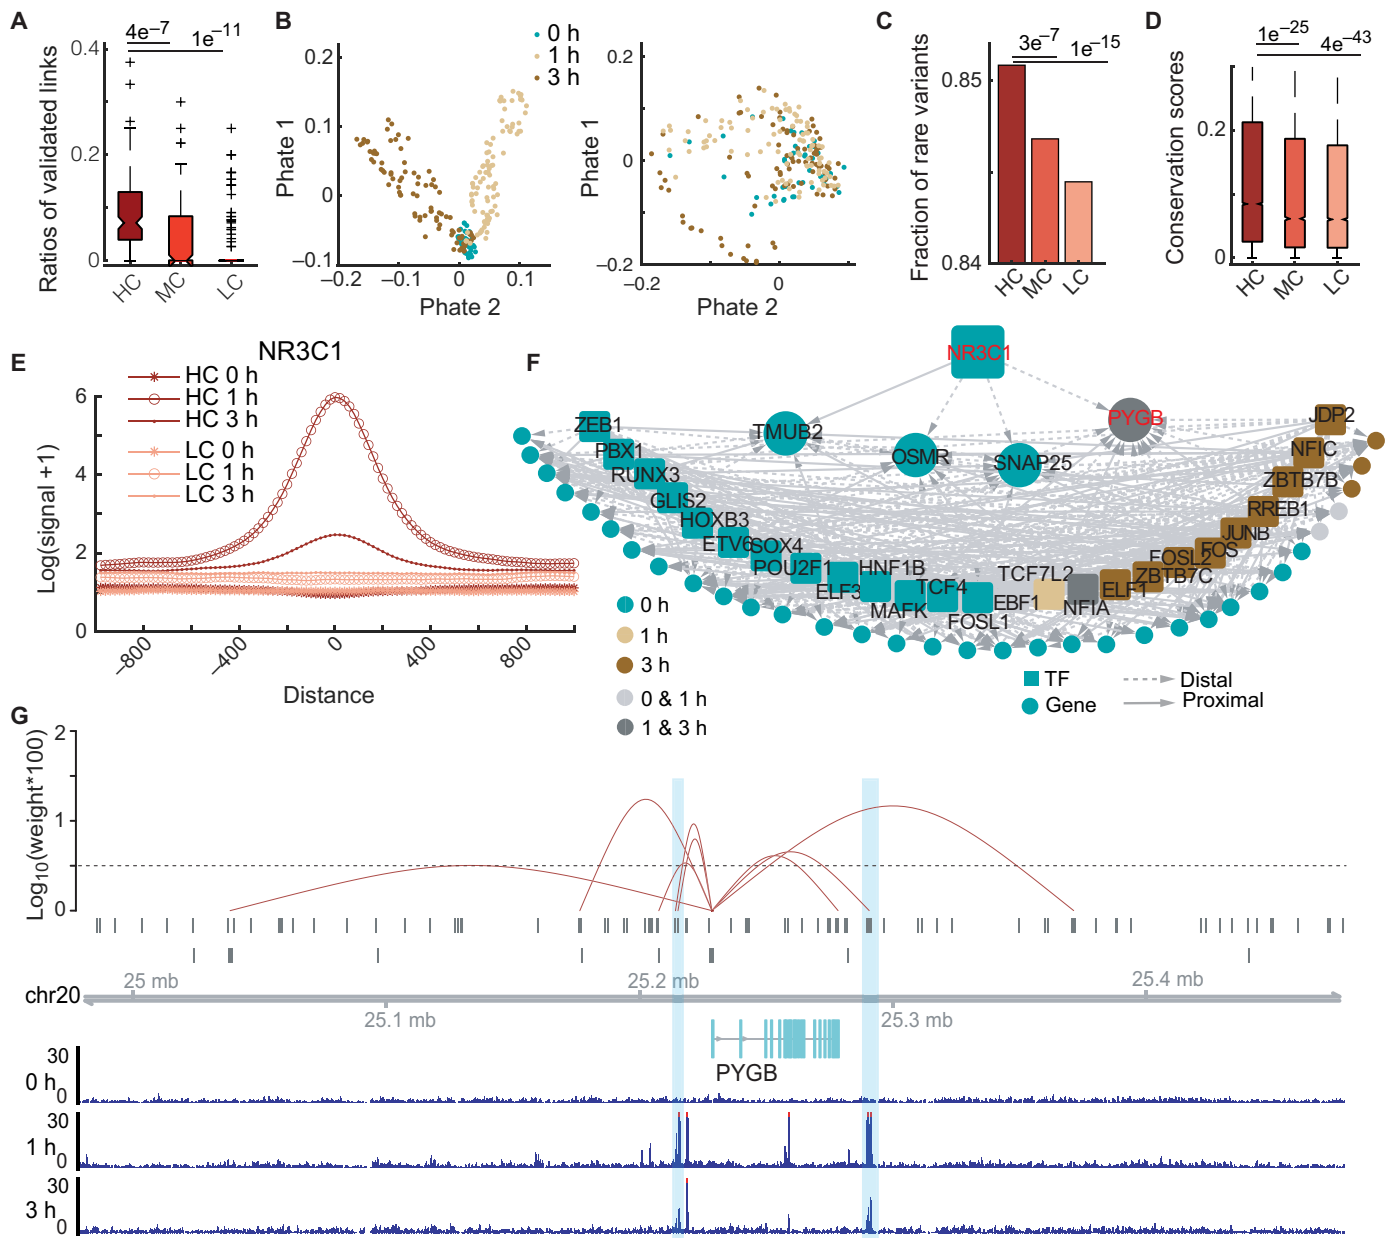 A
4e−7
1e−11
Ratios of validated links
0.4
0.2
0
HC
MC
LC
B
0 h
1 h
3 h
Phate 1
0.2
0.1
0
−0.1
−0.2
−0.1
0
0.1
Phate 2
Phate 1
0.2
0
−0.2
−0.2
0
Phate 2
C
3e−7
1e−15
Fraction of rare variants
0.85
0.84
HC
MC
LC
D
1e−25
4e−43
Conservation scores
0.2
0
HC
MC
LC
E
NR3C1
HC 0 h
HC 1 h
HC 3 h
LC 0 h
LC 1 h
LC 3 h
Log(signal +1)
6
4
2
0
−800
−400
0
400
800
Distance
F
NR3C1
PYGB
TMUB2
OSMR
SNAP25
ZEB1
PBX1
RUNX3
GLIS2
HOXB3
ETV6
SOX4
POU2F1
ELF3
HNF1B
MAFK
TCF4
FOSL1
EBF1
TCF7L2
NFIA
ELF1
ZBTB7C
FOSL2
FOS
JUNB
RREB1
ZBTB7B
NFIC
JDP2
0 h
1 h
3 h
0 & 1 h
1 & 3 h
TF
Gene
Distal
Proximal
G
Log10(weight*100)
2
1
0
25 mb
25.2 mb
25.4 mb
chr20
25.1 mb
25.3 mb
PYGB
30
0 h
0
30
1 h
0
30
3 h
0